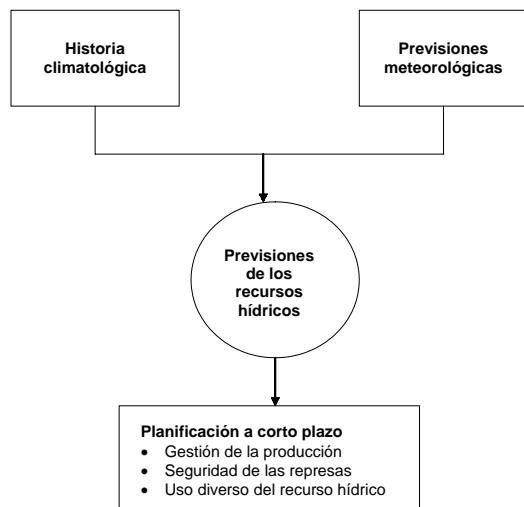 Historia
climatológica
Previsiones
meteorológicas
Previsiones
de los
recursos
hídricos
Planificación a corto plazo
• Gestión de la producción
• Seguridad de las represas
• Uso diverso del recurso hídrico